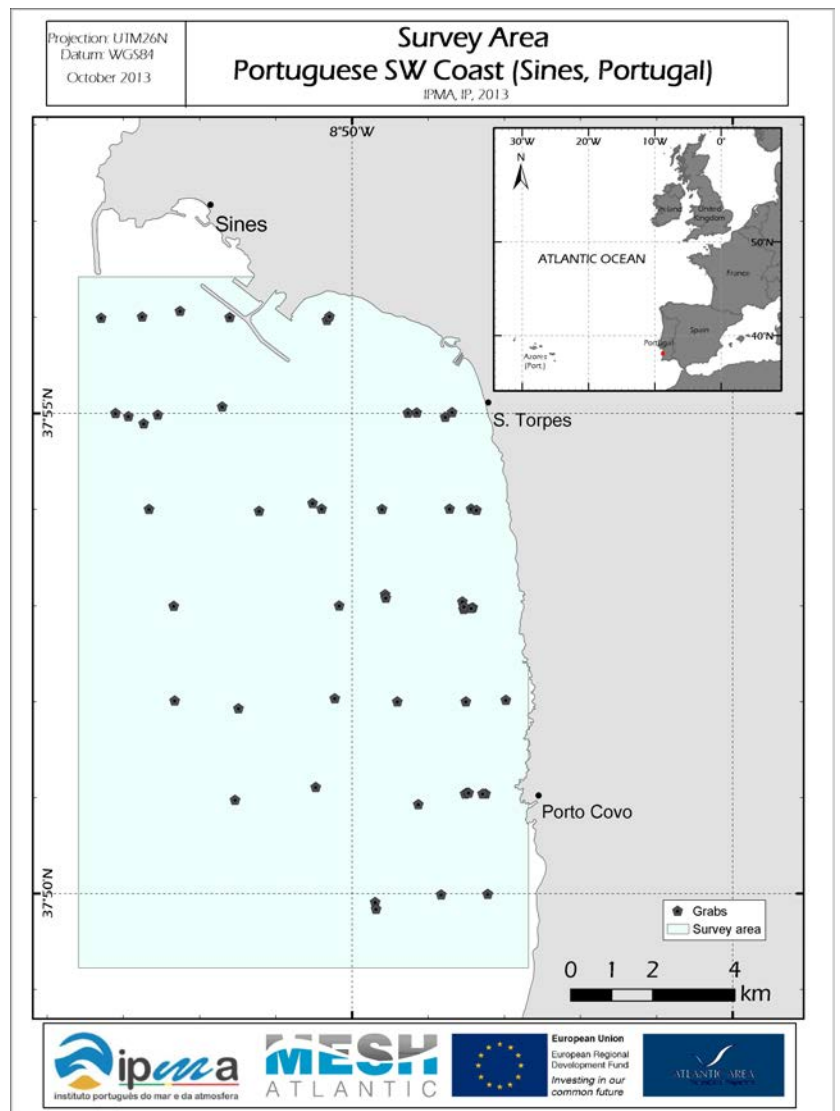 Projection: UTM26N
Datum: WGS84
October 2013
Survey Area
Portuguese SW Coast (Sines, Portugal)
IPMA, IP, 2013
8°50'W
30°W
20°W
10°W
0°
N
Ireland
United
Kingdom
50°N
ATLANTIC OCEAN
France
Spain
40°N
Portugal
Azores
(Port.)
Sines
37°55'N
S. Torpes
Porto Covo
37°50'N
Grabs
Survey area
0 1 2 4
km
ipma
instituto português do mar e da atmosfera
MESH
ATLANTIC
European Union
European Regional
Development Fund
Investing in our
common future
ATLANTIC AREA